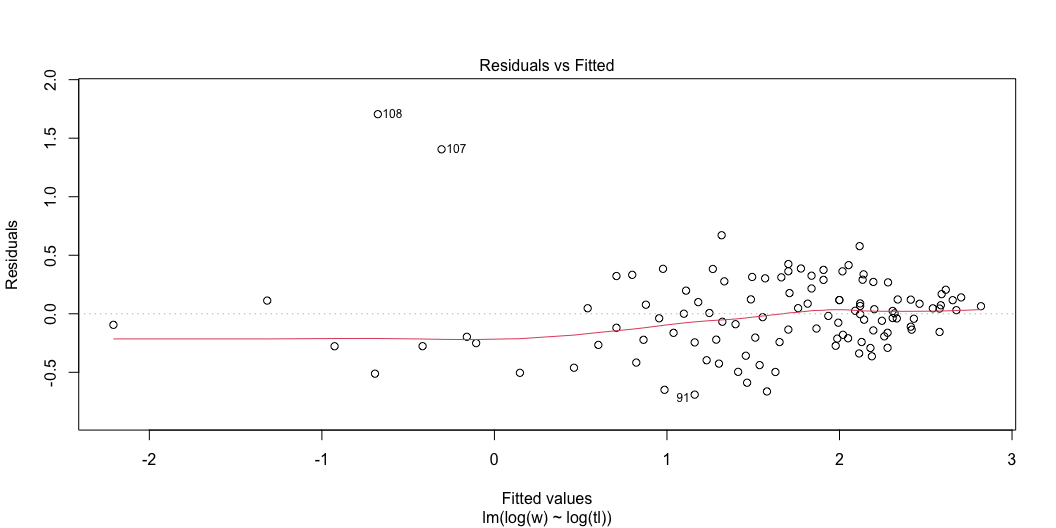 Residuals vs Fitted
2.0
1.5
1.0
0.5
0.0
-0.5
Residuals
108
107
91
-2 -1 0 1 2 3
Fitted values
lm(log(w) ~ log(tl))